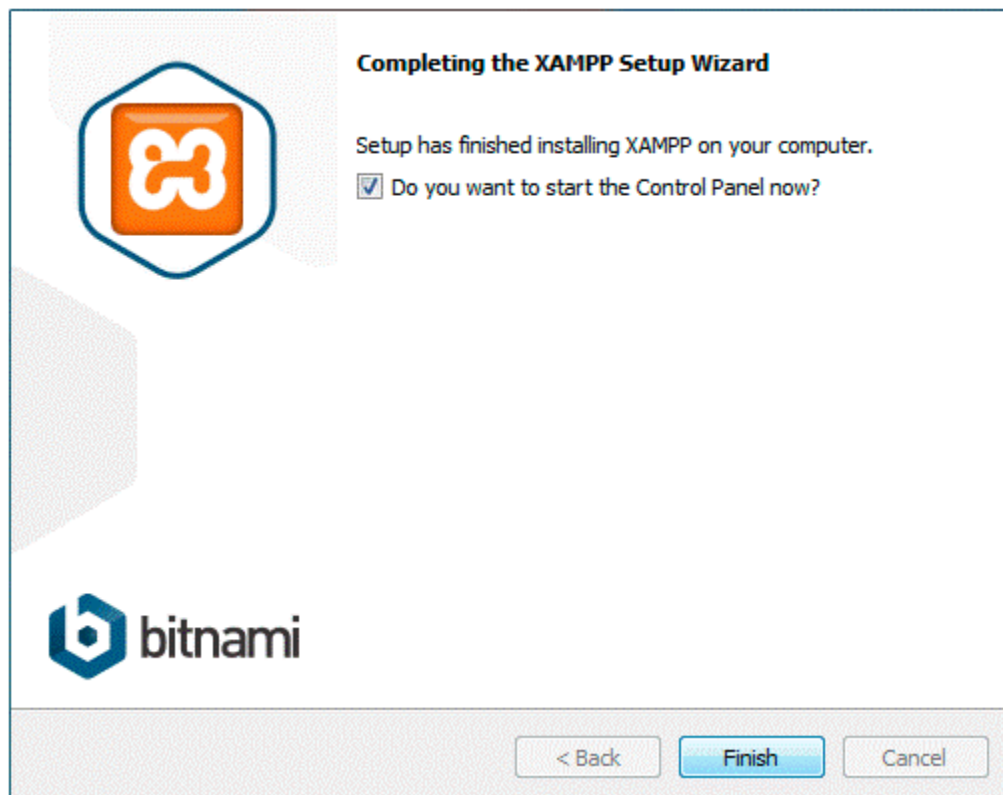 Completing the XAMPP Setup Wizard
Setup has finished installing XAMPP on your computer.
Do you want to start the Control Panel now?
bitnami
< Back
Finish
Cancel